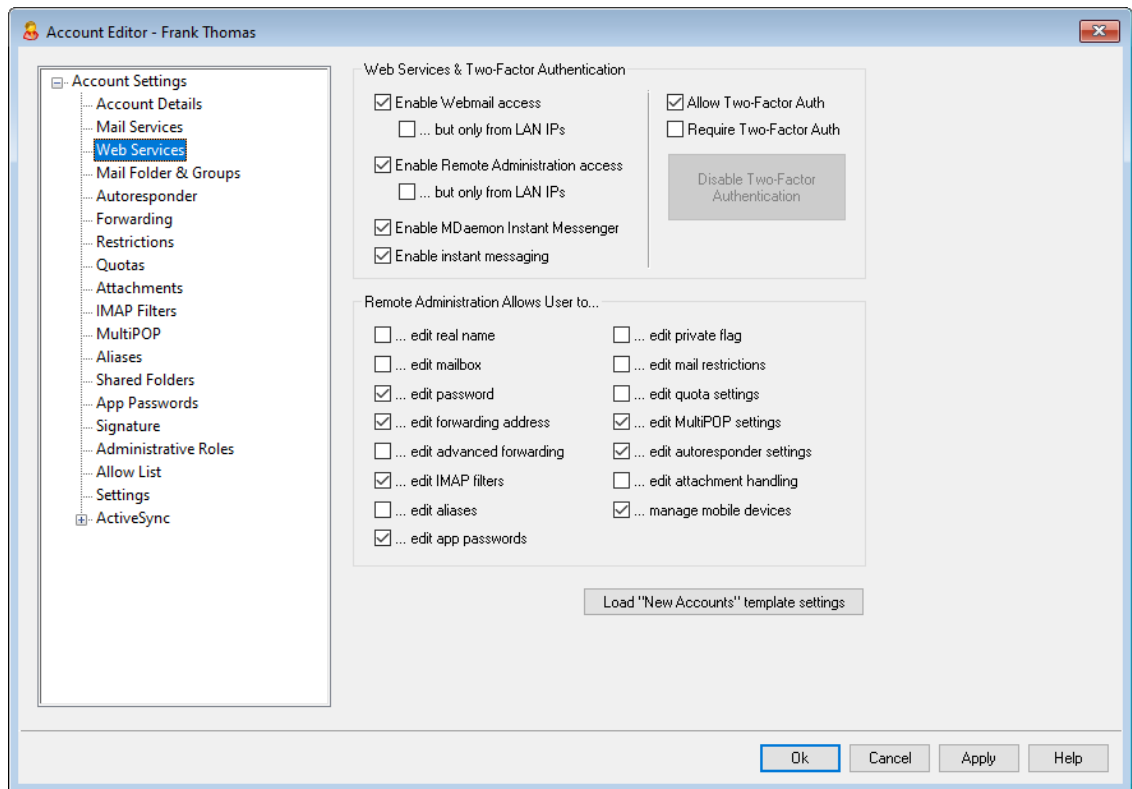 Account Editor - Frank Thomas
Account Settings
Account Details
Mail Services
Web Services
Mail Folder & Groups
Autoresponder
Forwarding
Restrictions
Quotas
Attachments
IMAP Filters
MultiPOP
Aliases
Shared Folders
App Passwords
Signature
Administrative Roles
Allow List
Settings
ActiveSync
Web Services & Two-Factor Authentication
Enable Webmail access
... but only from LAN IPs
Enable Remote Administration access
... but only from LAN IPs
Enable MDaemon Instant Messenger
Enable instant messaging
Allow Two-Factor Auth
Require Two-Factor Auth
Disable Two-Factor
Authentication
Remote Administration Allows User to...
... edit real name
... edit mailbox
... edit password
... edit forwarding address
... edit advanced forwarding
... edit IMAP filters
... edit aliases
... edit app passwords
... edit private flag
... edit mail restrictions
... edit quota settings
... edit MultiPOP settings
... edit autoresponder settings
... edit attachment handling
... manage mobile devices
Load "New Accounts" template settings
Ok
Cancel
Apply
Help